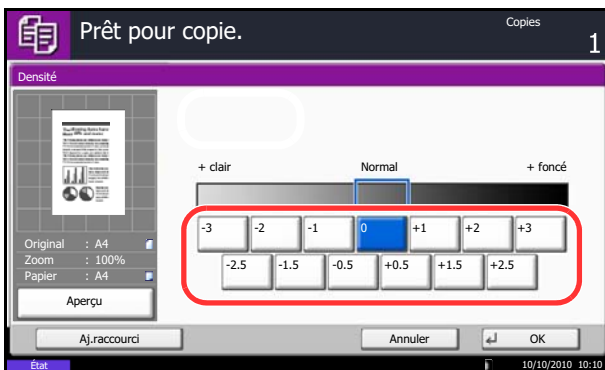 Prêt pour copie.
Copies
1
Densité
+ clair
Normal
+ foncé
-3
-2
-1
0
+1
+2
+3
-2.5
-1.5
-0.5
+0.5
+1.5
+2.5
Original : A4
Zoom : 100%
Papier : A4
Aperçu
Aj.raccourci
Annuler
OK
État
10/10/2010 10:10